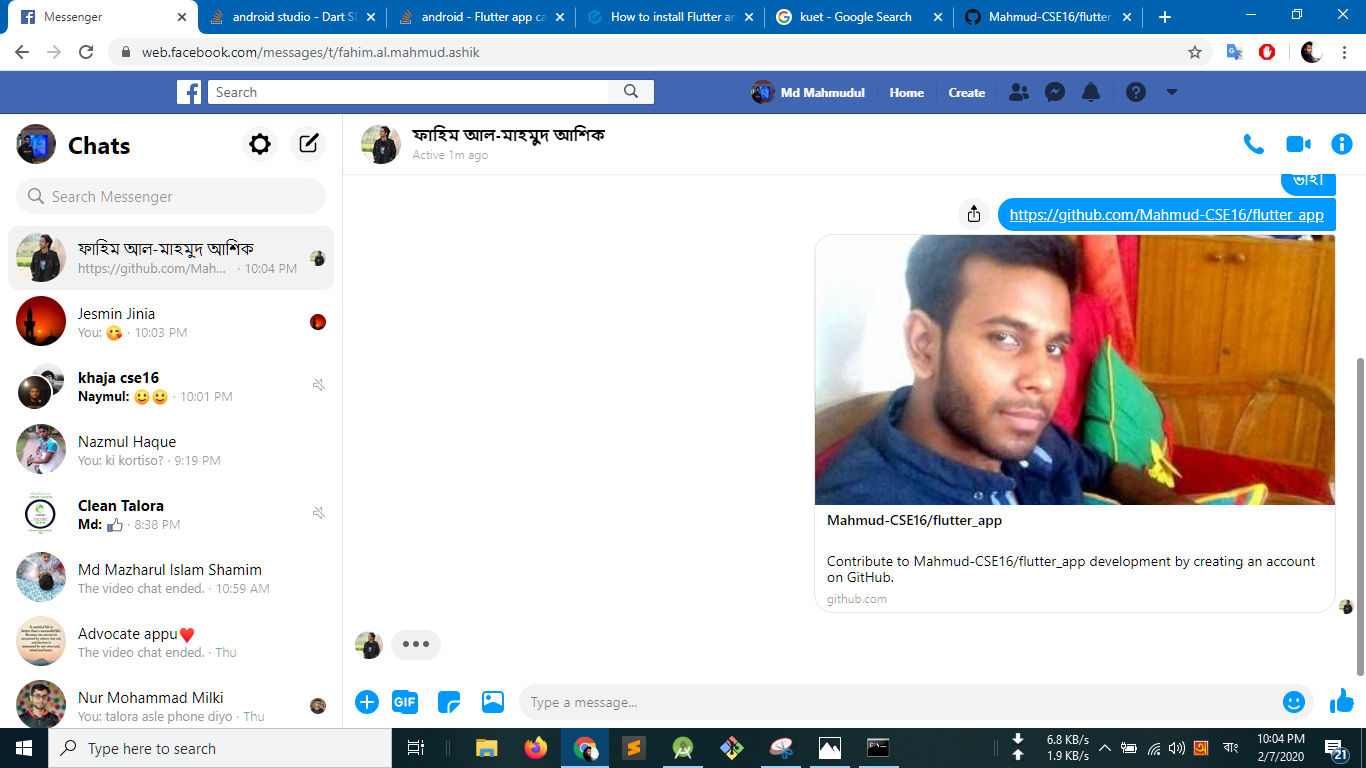 Messenger
android studio - Dart SI
android - Flutter app ca
How to install Flutter an
kuet - Google Search
Mahmud-CSE16/flutter_
web.facebook.com/messages/t/fahim.al.mahmud.ashik
Search
Md Mahmudul
Home
Create
Chats
Search Messenger
ফাহিম আল-মাহমুদ আশিক
https://github.com/Mah... · 10:04 PM
Jesmin Jinia
You: 😘 · 10:03 PM
khaja cse16
Naymul: 🙂🙂 · 10:01 PM
Nazmul Haque
You: ki kortiso? · 9:19 PM
Clean Talora
Md: 👍 · 8:38 PM
Md Mazharul Islam Shamim
The video chat ended. · 10:59 AM
Advocate appu❤️
The video chat ended. · Thu
Nur Mohammad Milki
You: talora asle phone diyo · Thu
ফাহিম আল-মাহমুদ আশিক
Active 1m ago
ভাই।
https://github.com/Mahmud-CSE16/flutter_app
Mahmud-CSE16/flutter_app
Contribute to Mahmud-CSE16/flutter_app development by creating an account
on GitHub.
github.com
GIF
Type a message...
Type here to search
6.8 KB/s
1.9 KB/s
বাং
10:04 PM
2/7/2020
21